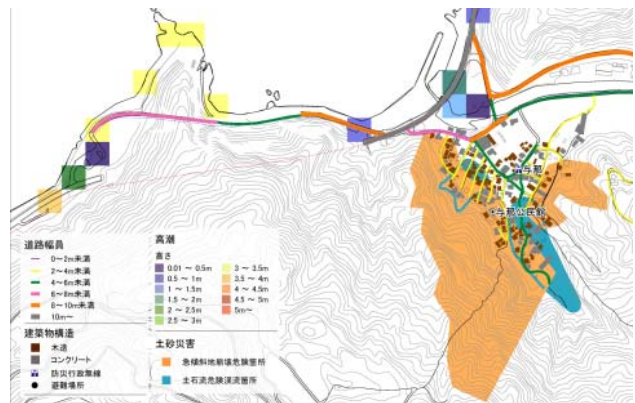 与那
与那公民館
道路幅員
0～2m未満
2～4m未満
4～6m未満
6～8m未満
8～10m未満
10m～
建築物構造
木造
コンクリート
防災行政無線
避難場所
高潮
高さ
0.01 ～ 0.5m
0.5 ～ 1m
1 ～ 1.5m
1.5 ～ 2m
2 ～ 2.5m
2.5 ～ 3m
3 ～ 3.5m
3.5 ～ 4m
4 ～ 4.5m
4.5 ～ 5m
5m～
土砂災害
急傾斜地崩壊危険箇所
土石流危険渓流箇所